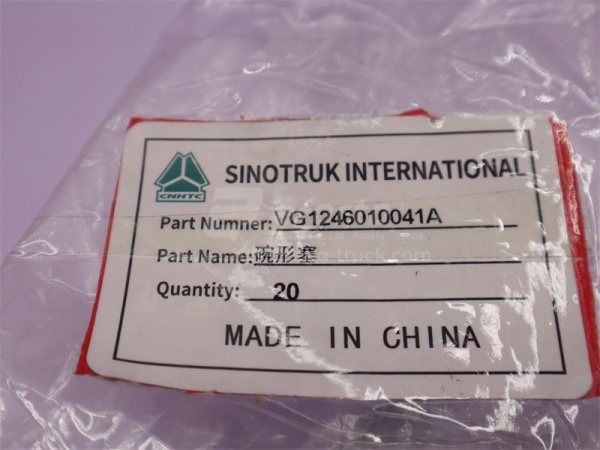 SINOTRUK INTERNATIONAL
CNHTC
Part Numner: VG1246010041A
Part Name: 碗形塞
Quantity: 20
MADE IN CHINA